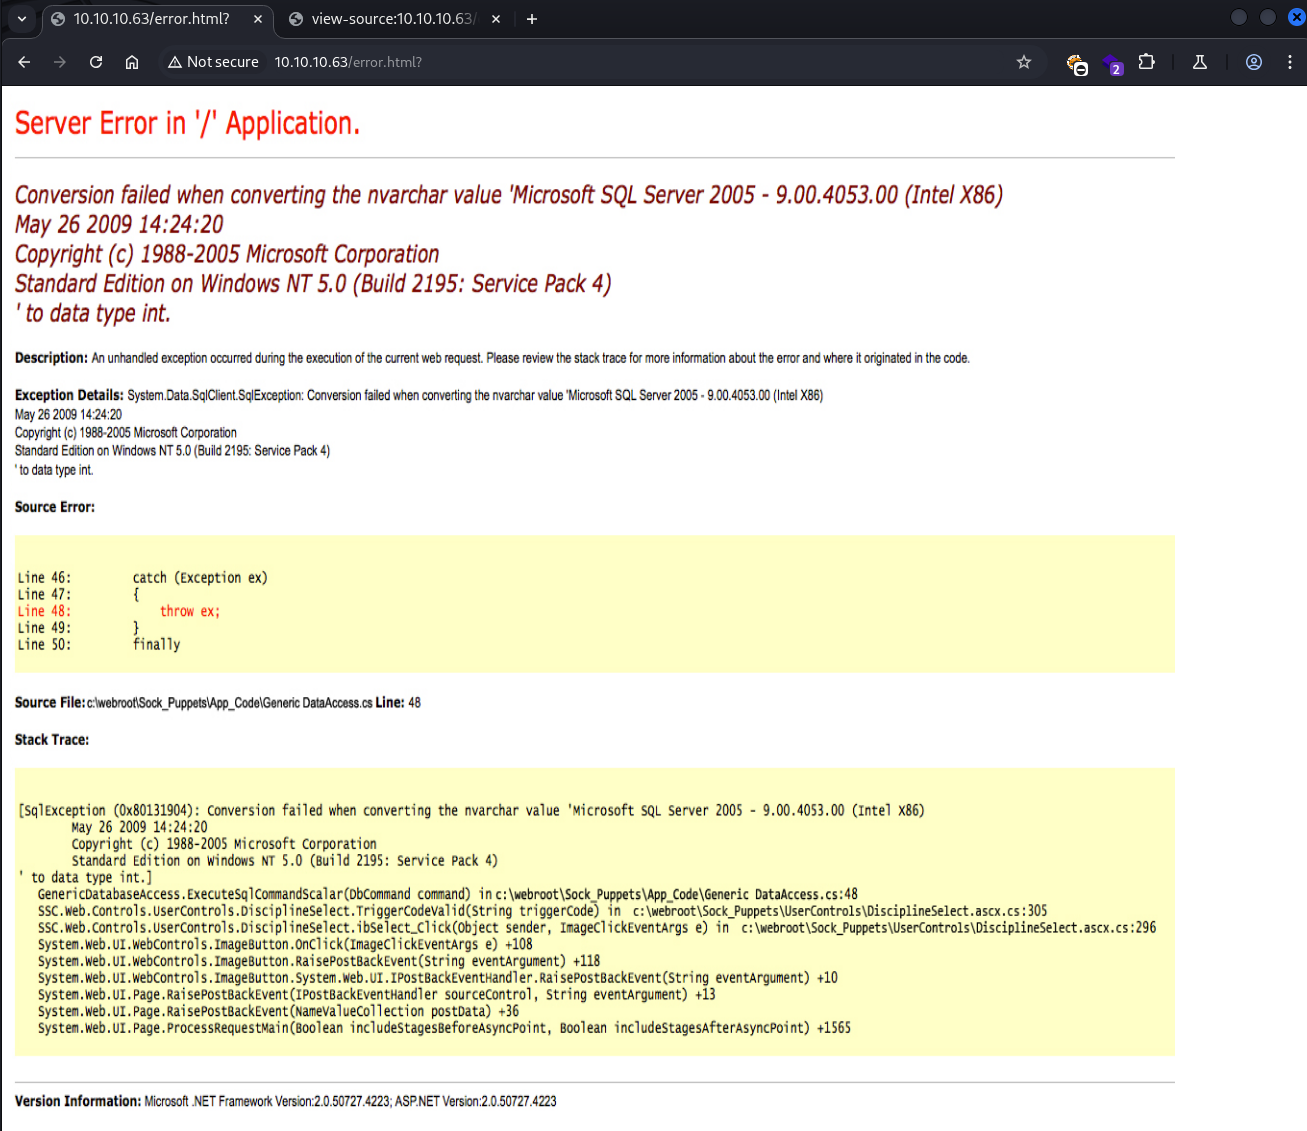 10.10.10.63/error.html?
view-source:10.10.10.63/
Not secure
10.10.10.63/error.html?
2
Server Error in '/' Application.
Conversion failed when converting the nvarchar value 'Microsoft SQL Server 2005 - 9.00.4053.00 (Intel X86)
May 26 2009 14:24:20
Copyright (c) 1988-2005 Microsoft Corporation
Standard Edition on Windows NT 5.0 (Build 2195: Service Pack 4)
' to data type int.
Description: An unhandled exception occurred during the execution of the current web request. Please review the stack trace for more information about the error and where it originated in the code.
Exception Details: System.Data.SqlClient.SqlException: Conversion failed when converting the nvarchar value 'Microsoft SQL Server 2005 - 9.00.4053.00 (Intel X86)
May 26 2009 14:24:20
Copyright (c) 1988-2005 Microsoft Corporation
Standard Edition on Windows NT 5.0 (Build 2195: Service Pack 4)
' to data type int.
Source Error:
Line 46:        catch (Exception ex)
Line 47:        {
Line 48:            throw ex;
Line 49:        }
Line 50:        finally
Source File: c:\webroot\Sock_Puppets\App_Code\Generic DataAccess.cs Line: 48
Stack Trace:
[SqlException (0x80131904): Conversion failed when converting the nvarchar value 'Microsoft SQL Server 2005 - 9.00.4053.00 (Intel X86)
May 26 2009 14:24:20
Copyright (c) 1988-2005 Microsoft Corporation
Standard Edition on Windows NT 5.0 (Build 2195: Service Pack 4)
' to data type int.]
GenericDatabaseAccess.ExecuteSqlCommandScalar(DbCommand command) in c:\webroot\Sock_Puppets\App_Code\Generic DataAccess.cs:48
SSC.Web.Controls.UserControls.DisciplineSelect.TriggerCodeValid(String triggerCode) in c:\webroot\Sock_Puppets\UserControls\DisciplineSelect.ascx.cs:305
SSC.Web.Controls.UserControls.DisciplineSelect.ibSelect_Click(Object sender, ImageClickEventArgs e) in c:\webroot\Sock_Puppets\UserControls\DisciplineSelect.ascx.cs:296
System.Web.UI.WebControls.ImageButton.OnClick(ImageClickEventArgs e) +108
System.Web.UI.WebControls.ImageButton.RaisePostBackEvent(String eventArgument) +118
System.Web.UI.WebControls.ImageButton.System.Web.UI.IPostBackEventHandler.RaisePostBackEvent(String eventArgument) +10
System.Web.UI.Page.RaisePostBackEvent(IPostBackEventHandler sourceControl, String eventArgument) +13
System.Web.UI.Page.RaisePostBackEvent(NameValueCollection postData) +36
System.Web.UI.Page.ProcessRequestMain(Boolean includeStagesBeforeAsyncPoint, Boolean includeStagesAfterAsyncPoint) +1565
Version Information: Microsoft .NET Framework Version:2.0.50727.4223; ASP.NET Version:2.0.50727.4223